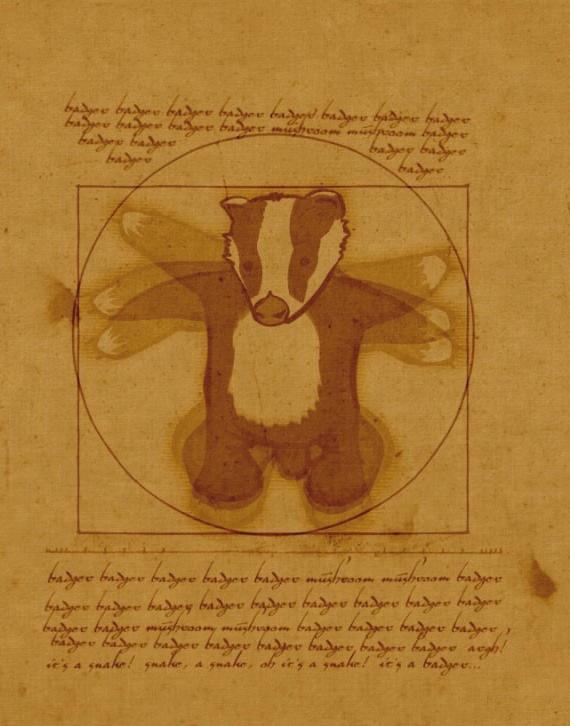 badger badger badger badger badger badger badger badger
badger badger badger badger mushroom mushroom badger
badger badger badger badger
badger badger
badger badger badger badger badger mushroom mushroom badger
badger badger badger badger badger badger badger badger badger
badger badger mushroom mushroom badger badger badger badger,
badger badger badger badger badger badger badger badger argh!
it's a snake! snake, a snake, oh it's a snake! it's a badger...